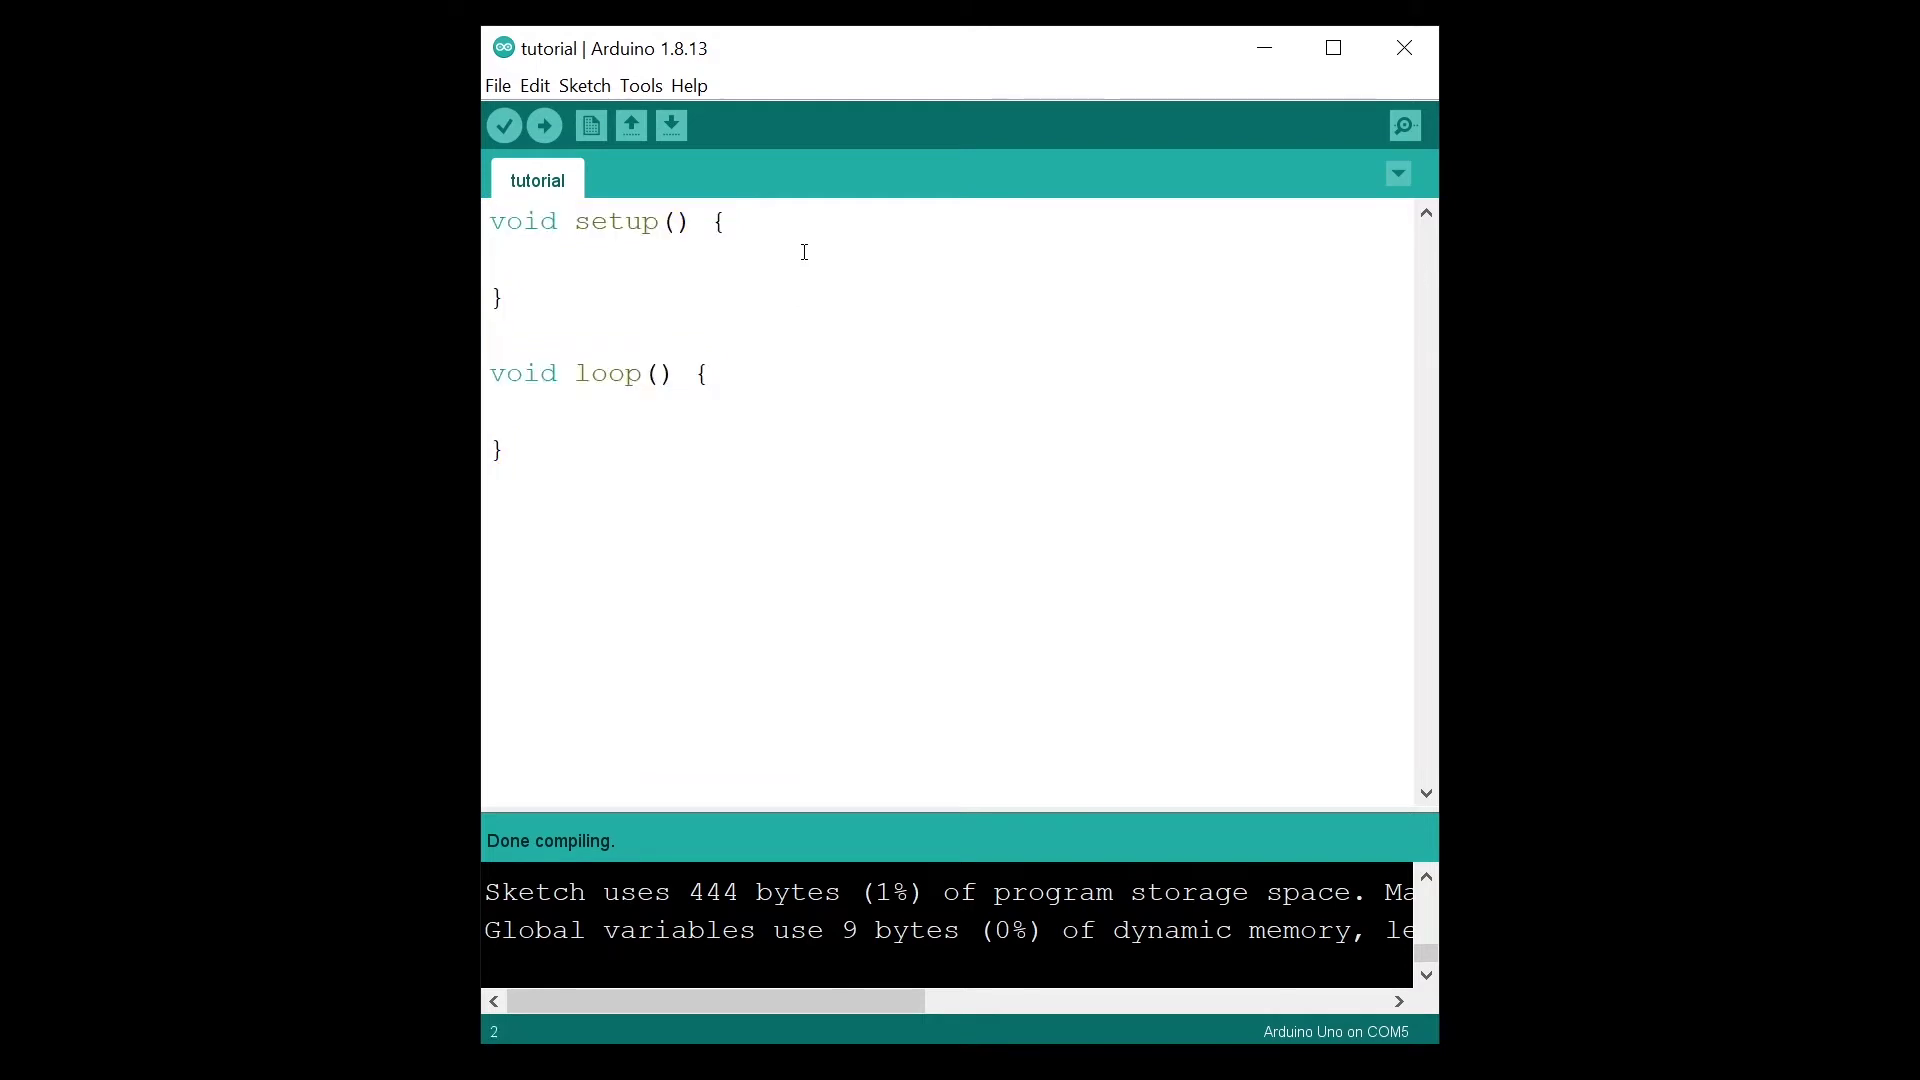 tutorial | Arduino 1.8.13
File Edit Sketch Tools Help
tutorial
void setup() {
}
void loop() {
}
Done compiling.
Sketch uses 444 bytes (1%) of program storage space. Ma
Global variables use 9 bytes (0%) of dynamic memory, le
2
Arduino Uno on COM5